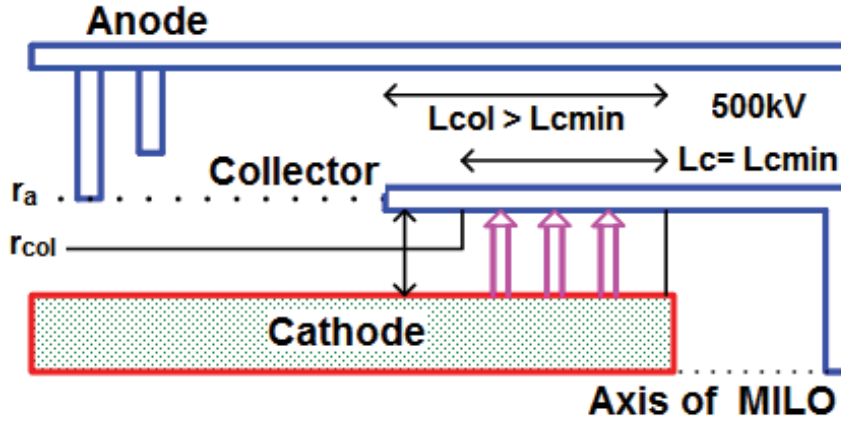 Anode
500kV
Lcol > Lcmin
Lc= Lcmin
Collector
ra
rcol
Cathode
Axis of MILO